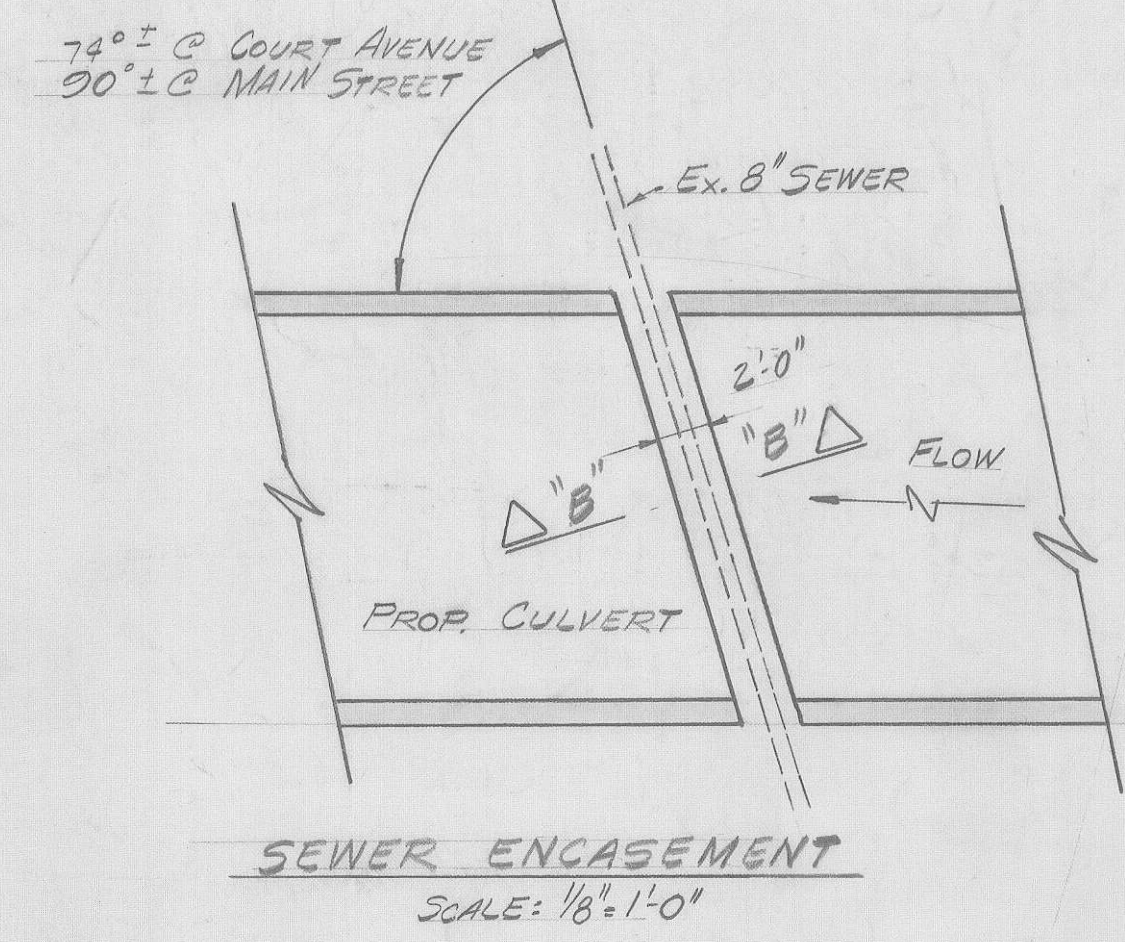 74°± @ COURT AVENUE
90°± @ MAIN STREET
EX. 8" SEWER
2'-0"
"B"
"B"
FLOW
PROP. CULVERT
SEWER ENCASEMENT
SCALE: 1/8"=1'-0"